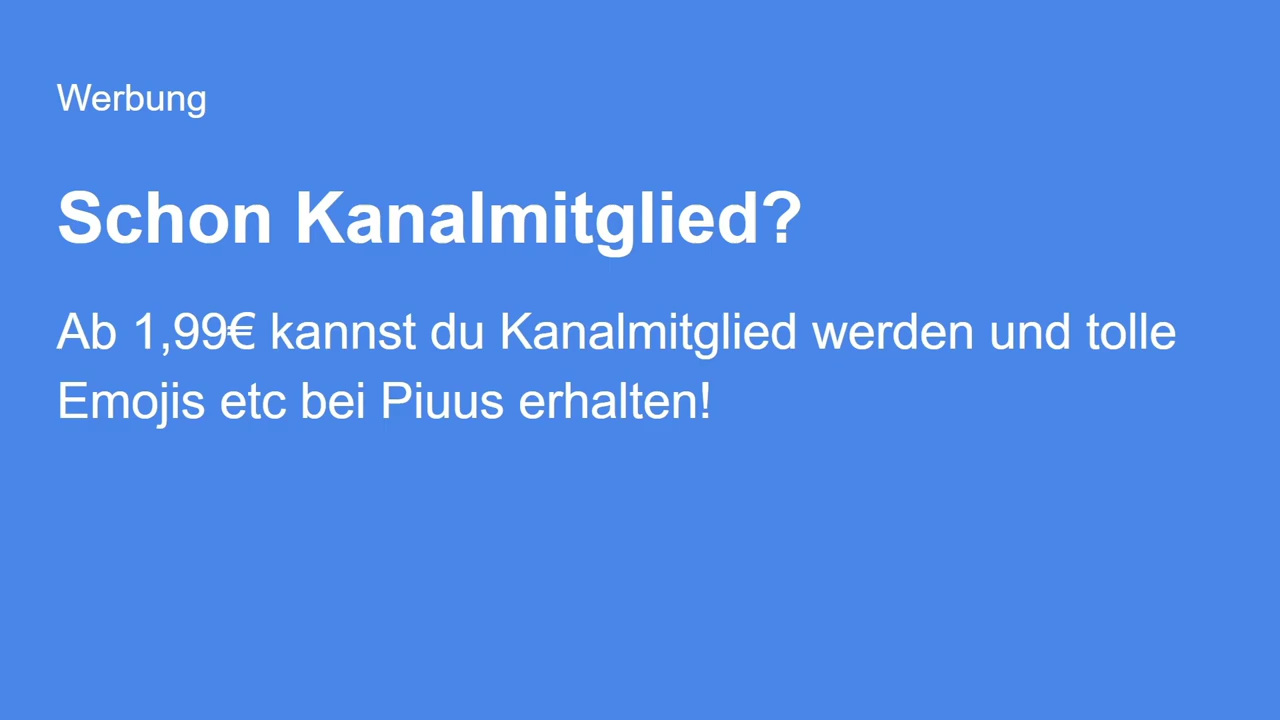 Werbung
Schon Kanalmitglied?
Ab 1,99€ kannst du Kanalmitglied werden und tolle
Emojis etc bei Piuus erhalten!